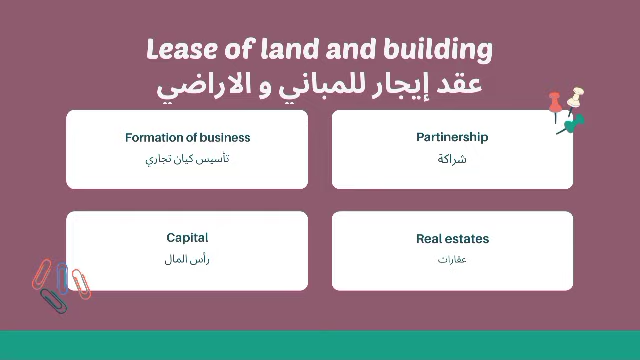 Lease of land and building
عقد إيجار للمباني و الاراضي
Formation of business
تأسيس كيان تجاري
Partinership
شراكة
Capital
رأس المال
Real estates
عقارات